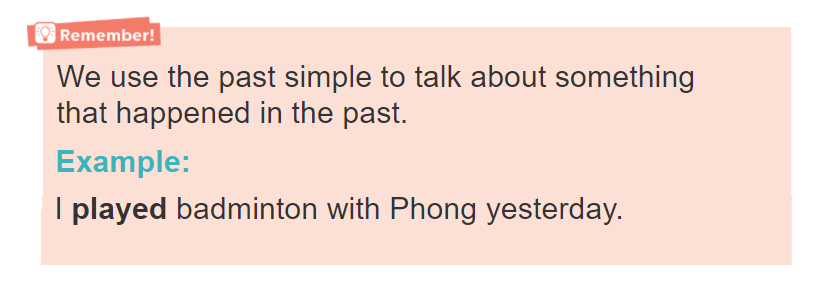 Remember!
We use the past simple to talk about something
that happened in the past.
Example:
I played badminton with Phong yesterday.